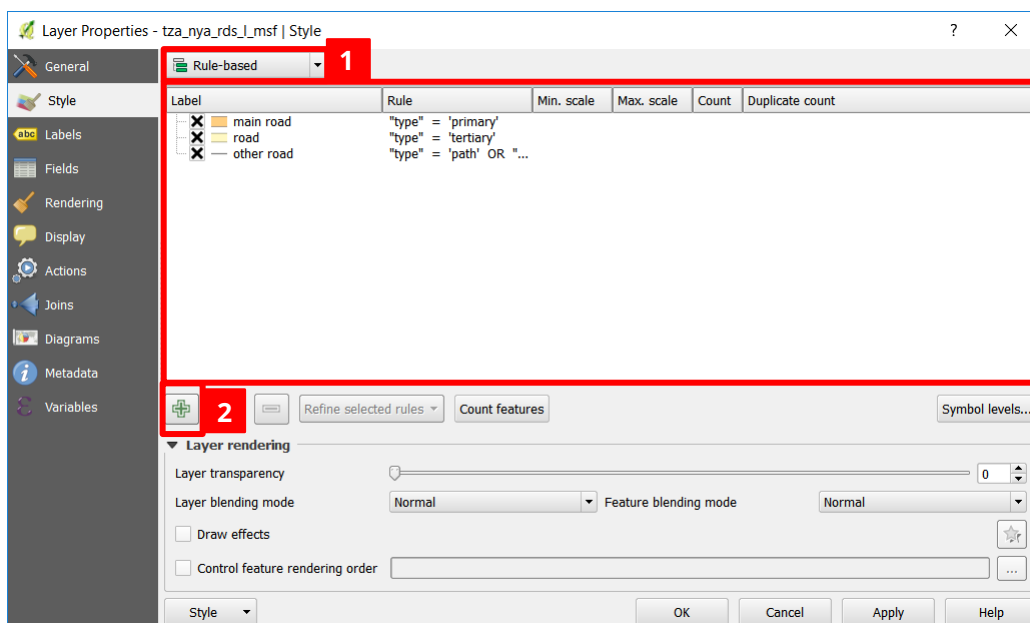 Layer Properties - tza_nya_rds_l_msf | Style
?
General
Style
abc Labels
Fields
Rendering
Display
Actions
Joins
Diagrams
Metadata
Variables
Rule-based
1
Label Rule Min. scale Max. scale Count Duplicate count
main road "type" = 'primary'
road "type" = 'tertiary'
other road "type" = 'path' OR "...
2
Refine selected rules
Count features
Symbol levels...
Layer rendering
Layer transparency 0
Layer blending mode Normal Feature blending mode Normal
Draw effects
Control feature rendering order ...
Style OK Cancel Apply Help